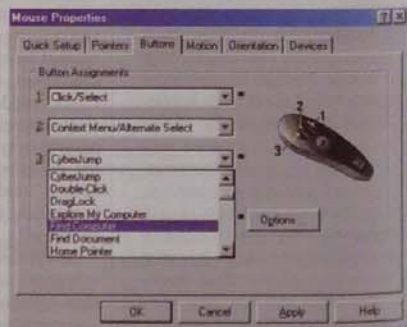 Mouse Properties
Quick Setup Pointers Buttons Motion Orientation Devices
Button Assignments
1: Click/Select =
2: Context Menu/Alternate Select
3: CyberJump =
CyberJump
Double-Click
DragLock
Explore My Computer
Find Computer
Find Document
Home Pointer
= Options...
2 1
3
OK Cancel Apply Help